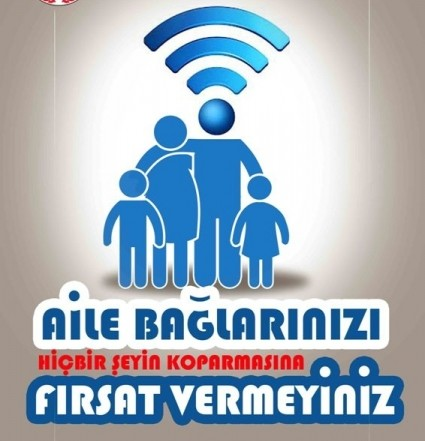 AİLE BAĞLARINIZI
HİÇBİR ŞEYİN KOPARMASINA
FIRSAT VERMEYİNİZ